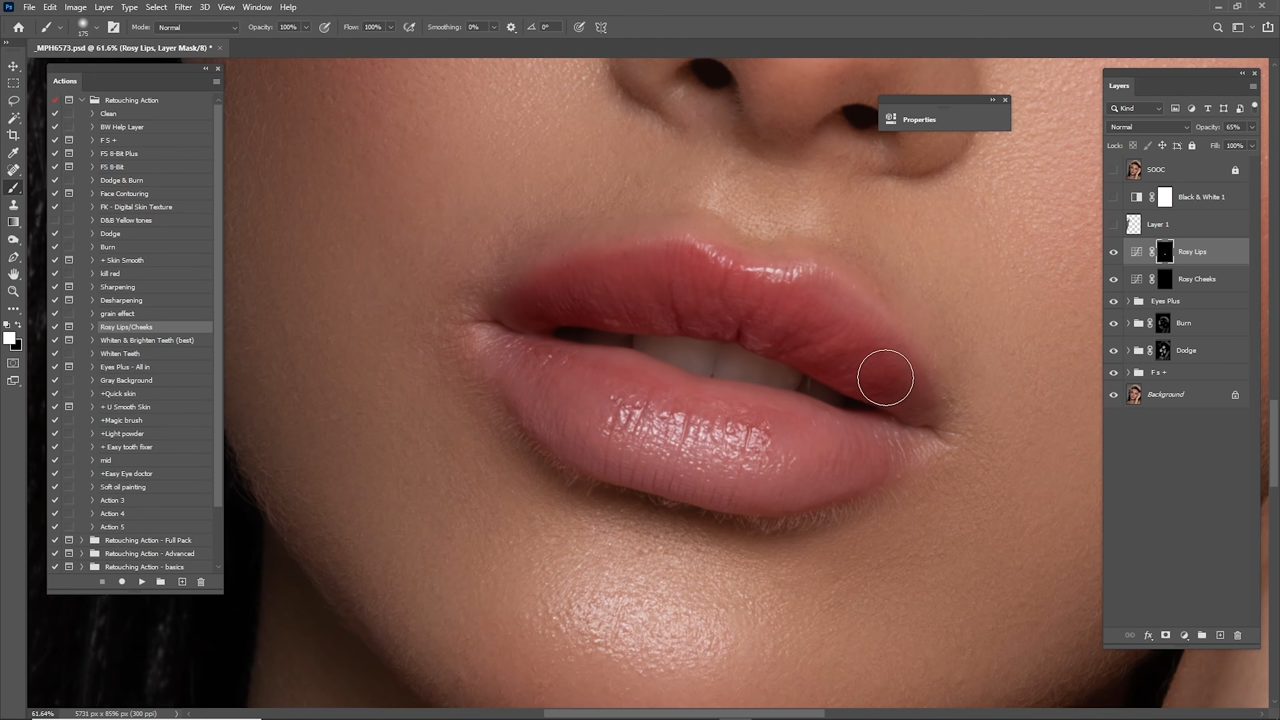 File Edit Image Layer Type Select Filter 3D View Window Help
175 Mode: Normal Opacity: 100% Flow: 100% Smoothing: 0% 0°
_MPH6573.psd @ 61.6% (Rosy Lips, Layer Mask/8) *
Actions
Retouching Action
Clean
BW Help Layer
F S +
FS 8-Bit Plus
FS 8-Bit
Dodge & Burn
Face Contouring
FK - Digital Skin Texture
D&B Yellow tones
Dodge
Burn
+ Skin Smooth
kill red
Sharpening
Desharpening
grain effect
Rosy Lips/Cheeks
Whiten & Brighten Teeth (best)
Whiten Teeth
Eyes Plus - All in
Gray Background
+Quick skin
+ U Smooth Skin
+Magic brush
+Light powder
+ Easy tooth fixer
mid
+Easy Eye doctor
Soft oil painting
Action 3
Action 4
Action 5
Retouching Action - Full Pack
Retouching Action - Advanced
Retouching Action - basics
Properties
Layers
Kind
Normal Opacity: 65%
Lock: Fill: 100%
SOOC
Black & White 1
Layer 1
Rosy Lips
Rosy Cheeks
Eyes Plus
Burn
Dodge
F s +
Background
61.64% 5731 px x 8596 px (300 ppi)